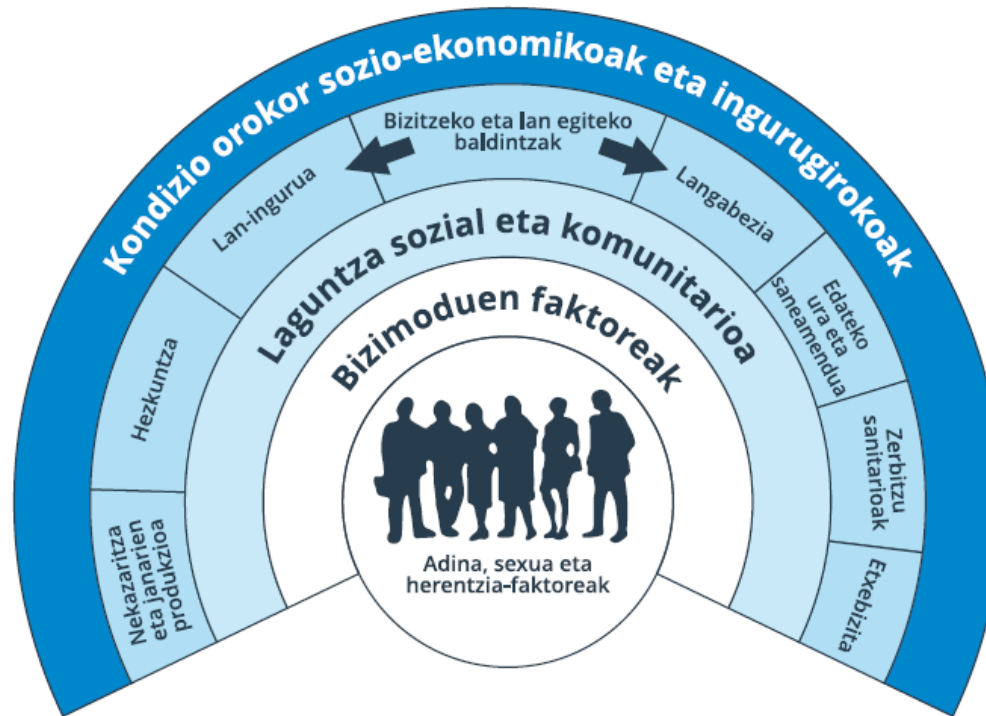 Kondizio orokor sozio-ekonomikoak eta ingurugirokoak
Bizitzeko eta lan egiteko
baldintzak
Lan-ingurua
Langabezia
Hezkuntza
Edateko
ura eta
saneamendua
Nekazaritza
eta janarien
produkzioa
Zerbitzu
sanitarioak
Etxebizita
Laguntza sozial eta komunitarioa
Bizimoduen faktoreak
Adina, sexua eta
herentzia-faktoreak